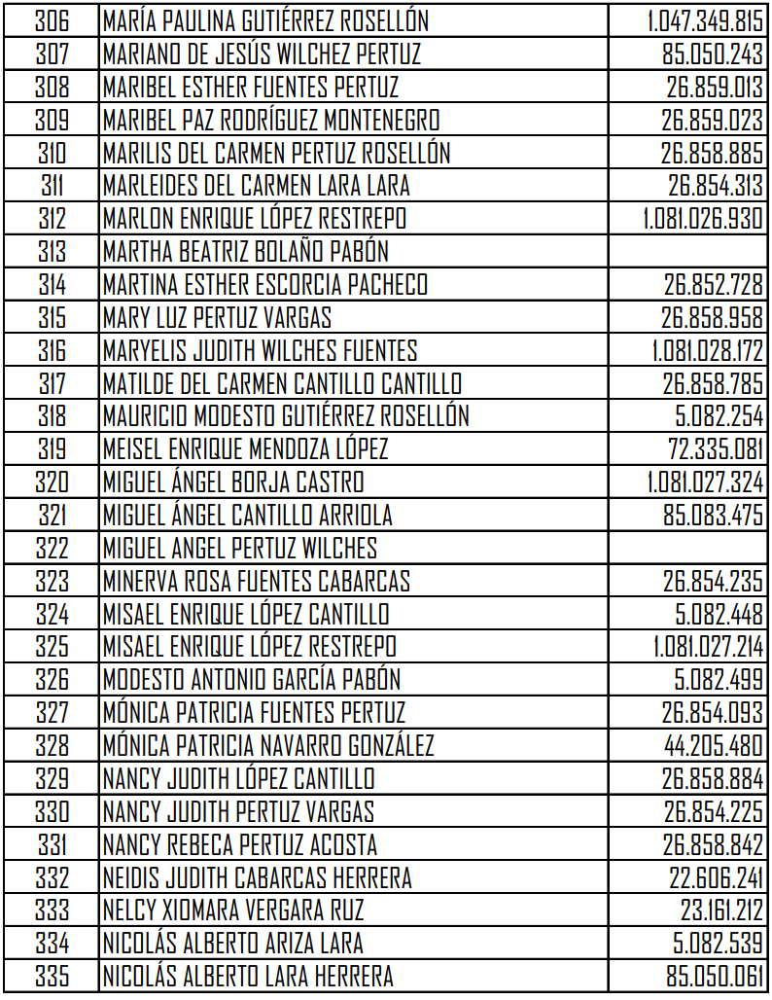 306 MARÍA PAULINA GUTIÉRREZ ROSELLÓN 1.047.349.815
307 MARIANO DE JESÚS WILCHEZ PERTUZ 85.050.243
308 MARIBEL ESTHER FUENTES PERTUZ 26.859.013
309 MARIBEL PAZ RODRÍGUEZ MONTENEGRO 26.859.023
310 MARILIS DEL CARMEN PERTUZ ROSELLÓN 26.858.885
311 MARLEIDES DEL CARMEN LARA LARA 26.854.313
312 MARLON ENRIQUE LÓPEZ RESTREPO 1.081.026.930
313 MARTHA BEATRIZ BOLAÑO PABÓN
314 MARTINA ESTHER ESCORCIA PACHECO 26.852.728
315 MARY LUZ PERTUZ VARGAS 26.858.958
316 MARYELIS JUDITH WILCHES FUENTES 1.081.028.172
317 MATILDE DEL CARMEN CANTILLO CANTILLO 26.858.785
318 MAURICIO MODESTO GUTIÉRREZ ROSELLÓN 5.082.254
319 MEISEL ENRIQUE MENDOZA LÓPEZ 72.335.081
320 MIGUEL ÁNGEL BORJA CASTRO 1.081.027.324
321 MIGUEL ÁNGEL CANTILLO ARRIOLA 85.083.475
322 MIGUEL ANGEL PERTUZ WILCHES
323 MINERVA ROSA FUENTES CABARCAS 26.854.235
324 MISAEL ENRIQUE LÓPEZ CANTILLO 5.082.448
325 MISAEL ENRIQUE LÓPEZ RESTREPO 1.081.027.214
326 MODESTO ANTONIO GARCÍA PABÓN 5.082.499
327 MÓNICA PATRICIA FUENTES PERTUZ 26.854.093
328 MÓNICA PATRICIA NAVARRO GONZÁLEZ 44.205.480
329 NANCY JUDITH LÓPEZ CANTILLO 26.858.884
330 NANCY JUDITH PERTUZ VARGAS 26.854.225
331 NANCY REBECA PERTUZ ACOSTA 26.858.842
332 NEIDIS JUDITH CABARCAS HERRERA 22.606.241
333 NELCY XIOMARA VERGARA RUZ 23.161.212
334 NICOLÁS ALBERTO ARIZA LARA 5.082.539
335 NICOLÁS ALBERTO LARA HERRERA 85.050.061